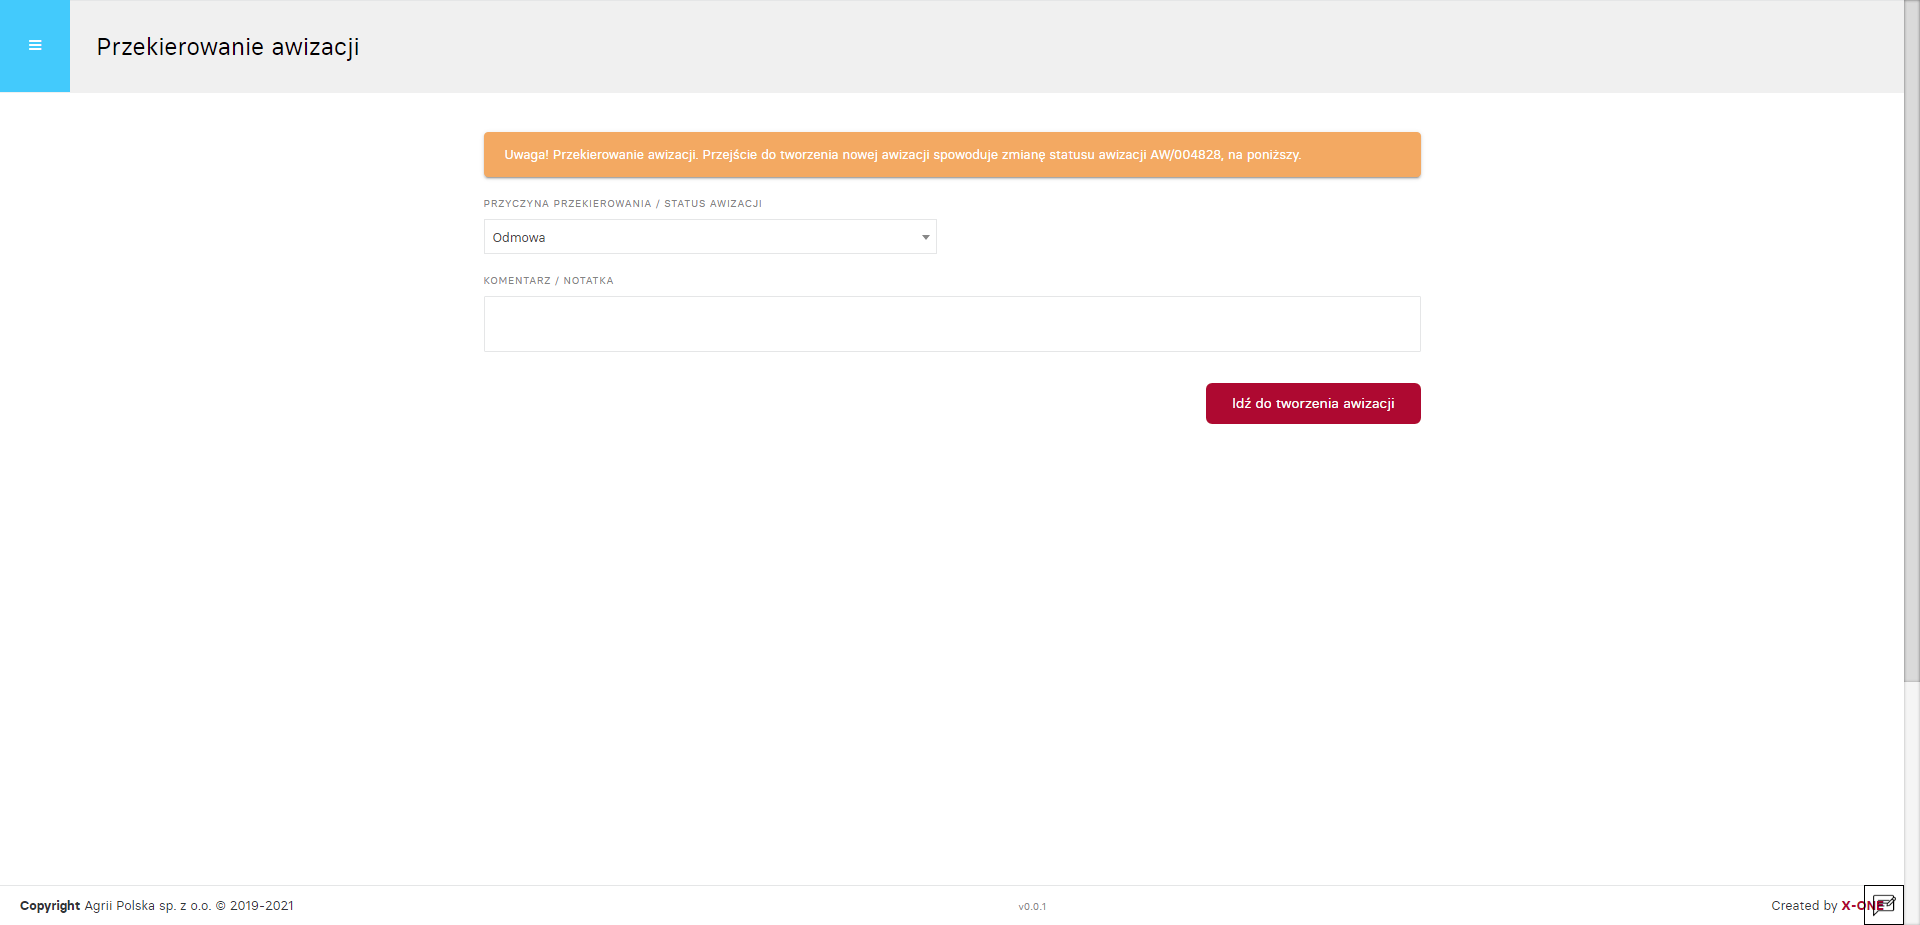 Przekierowanie awizacji
Uwaga! Przekierowanie awizacji. Przejście do tworzenia nowej awizacji spowoduje zmianę statusu awizacji AW/004828, na poniższy.
PRZYCZYNA PRZEKIEROWANIA / STATUS AWIZACJI
Odmowa
KOMENTARZ / NOTATKA
Idź do tworzenia awizacji
Copyright Agrii Polska sp. z o.o. © 2019-2021
v0.0.1
Created by X-ONE